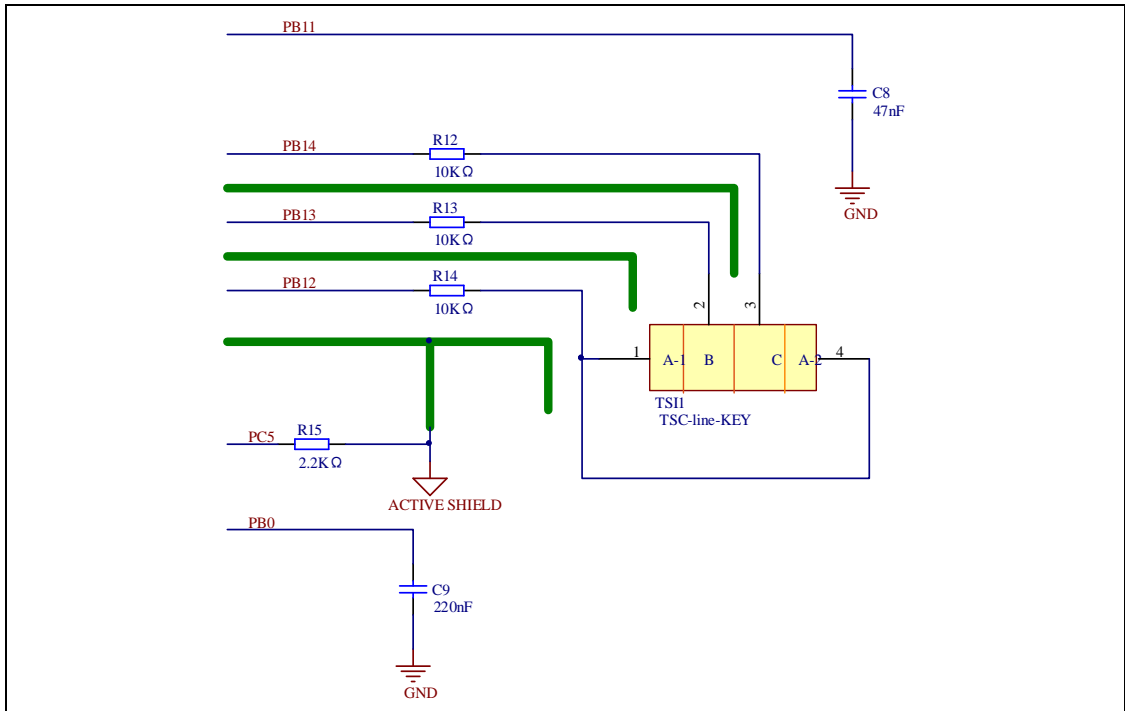 PB11
C8
47nF
GND
PB14
R12
10KΩ
PB13
R13
10KΩ
PB12
R14
10KΩ
2
3
1
A-1
B
C
A-2
4
TSI1
TSC-line-KEY
PC5
R15
2.2KΩ
ACTIVE SHIELD
PB0
C9
220nF
GND